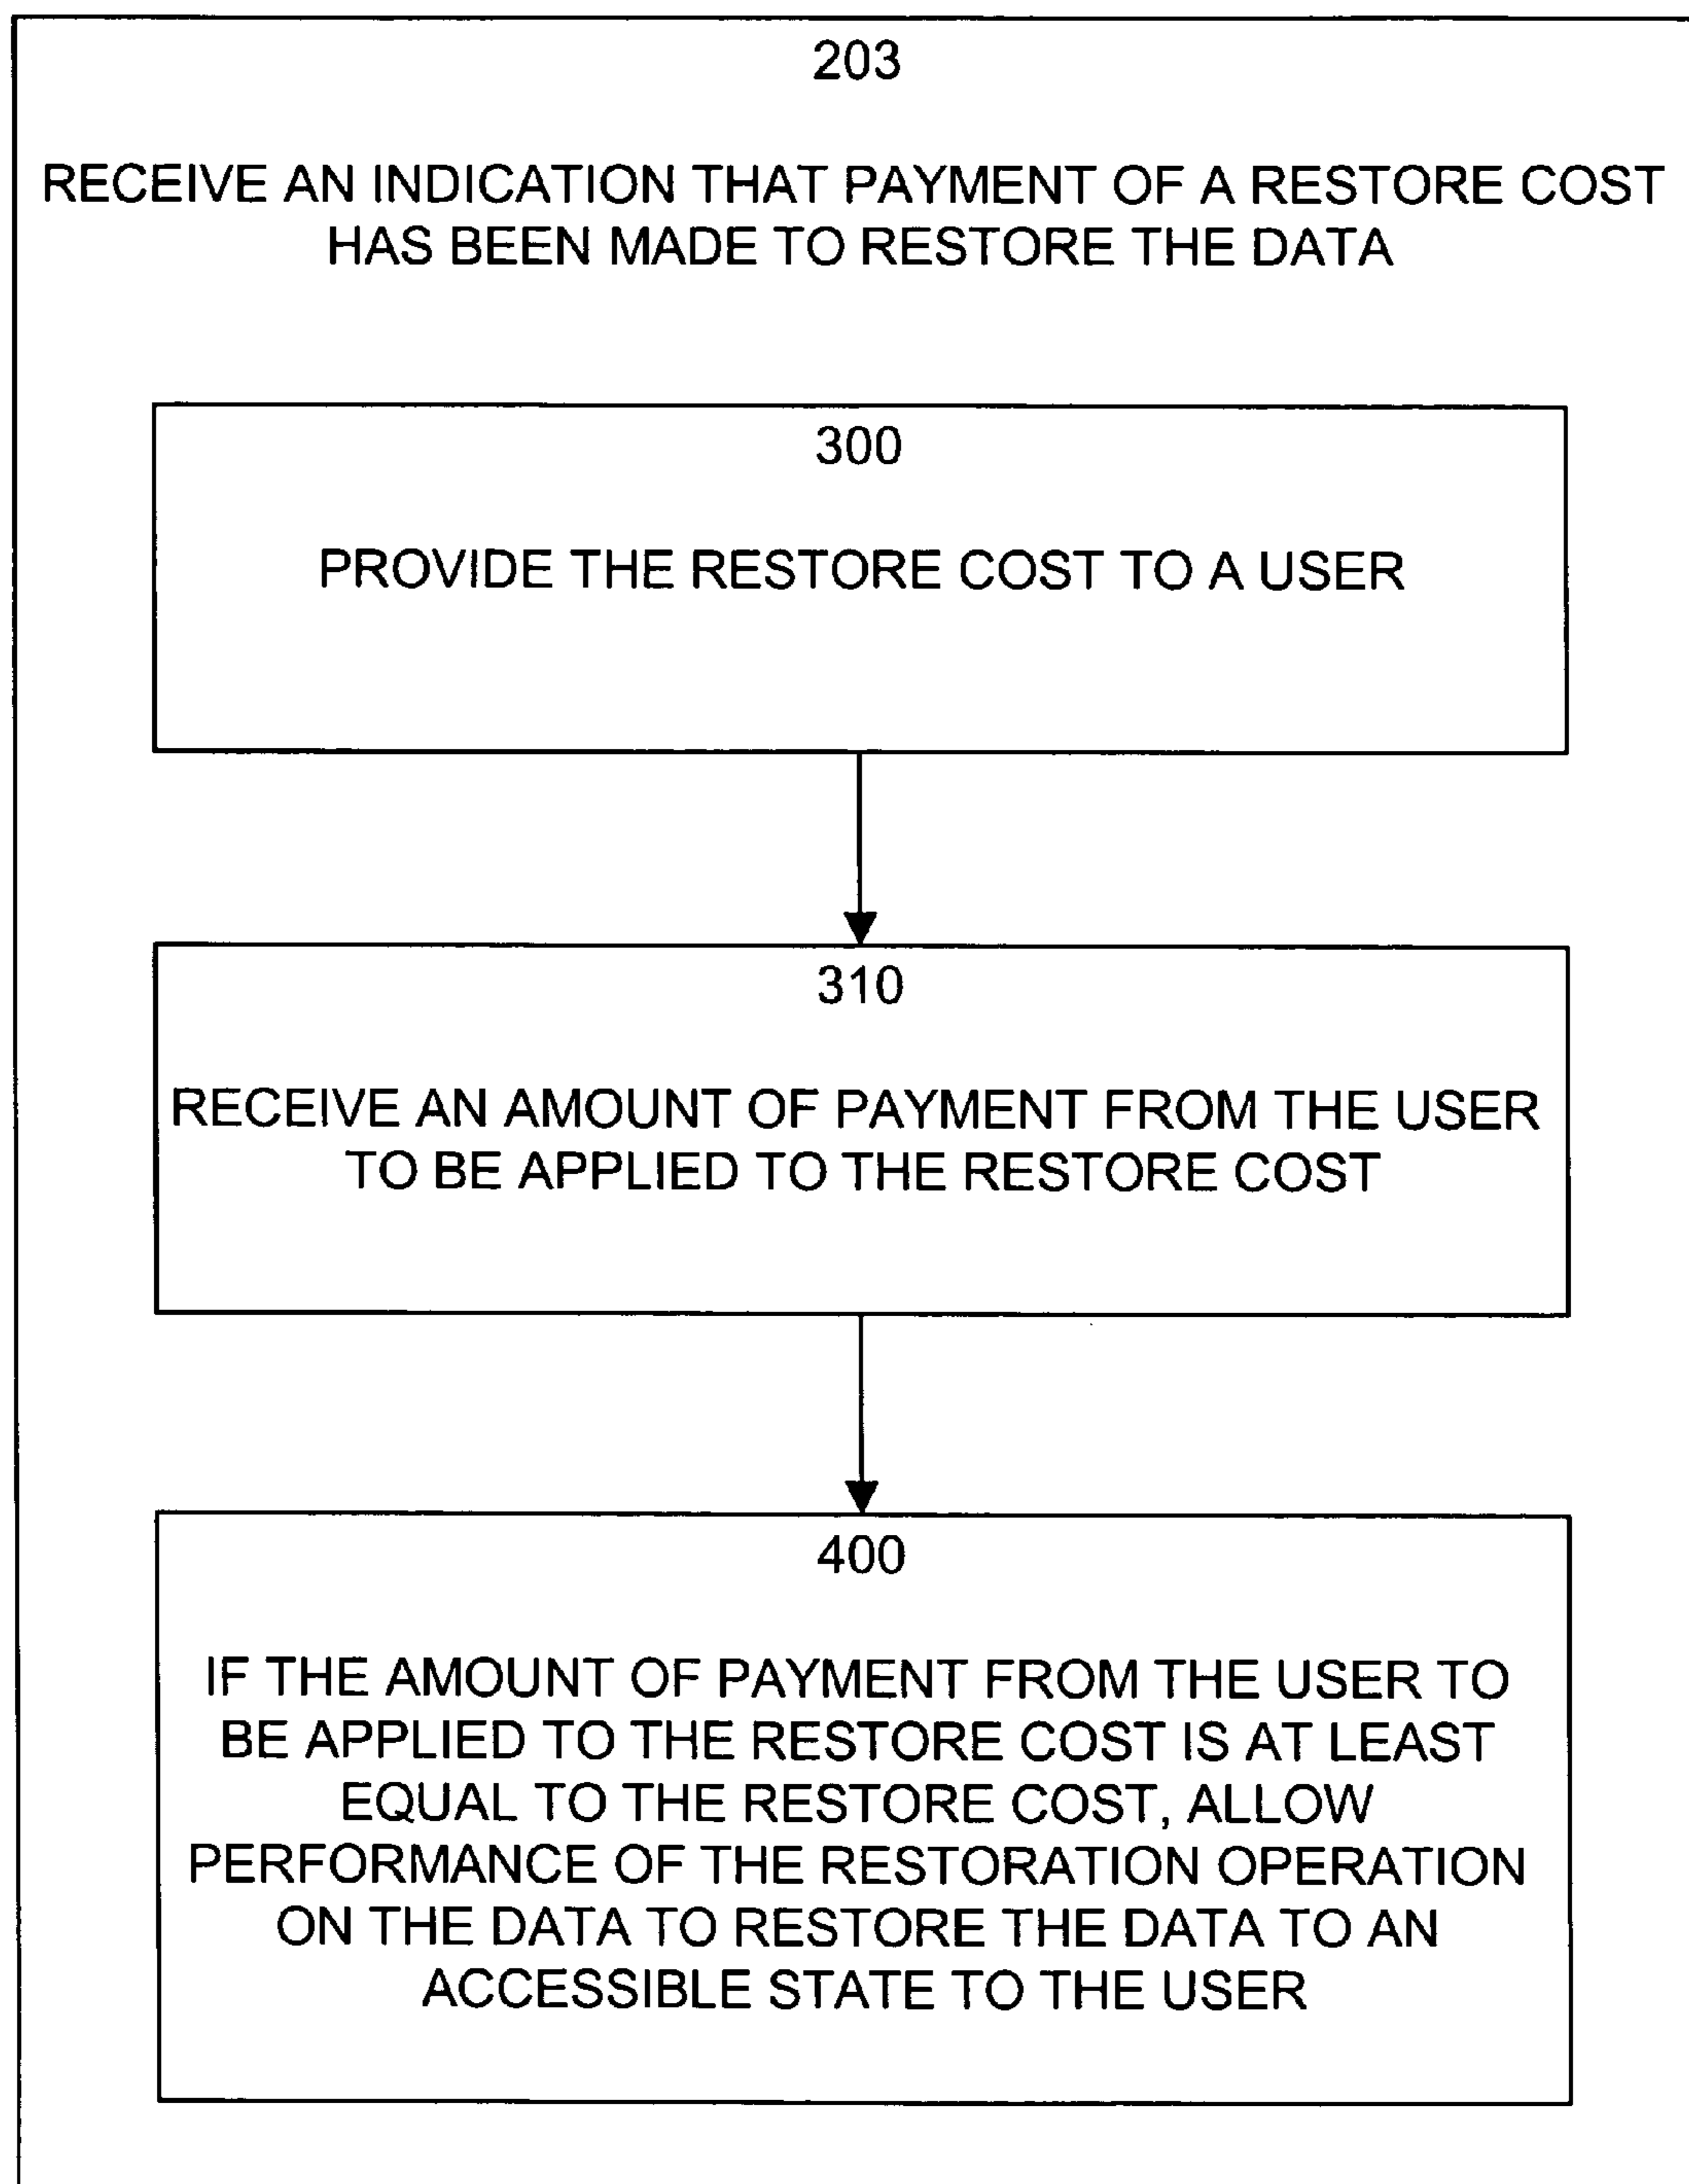 203
RECEIVE AN INDICATION THAT PAYMENT OF A RESTORE COST
HAS BEEN MADE TO RESTORE THE DATA
300
PROVIDE THE RESTORE COST TO A USER
310
RECEIVE AN AMOUNT OF PAYMENT FROM THE USER
TO BE APPLIED TO THE RESTORE COST
400
IF THE AMOUNT OF PAYMENT FROM THE USER TO
BE APPLIED TO THE RESTORE COST IS AT LEAST
EQUAL TO THE RESTORE COST, ALLOW
PERFORMANCE OF THE RESTORATION OPERATION
ON THE DATA TO RESTORE THE DATA TO AN
ACCESSIBLE STATE TO THE USER